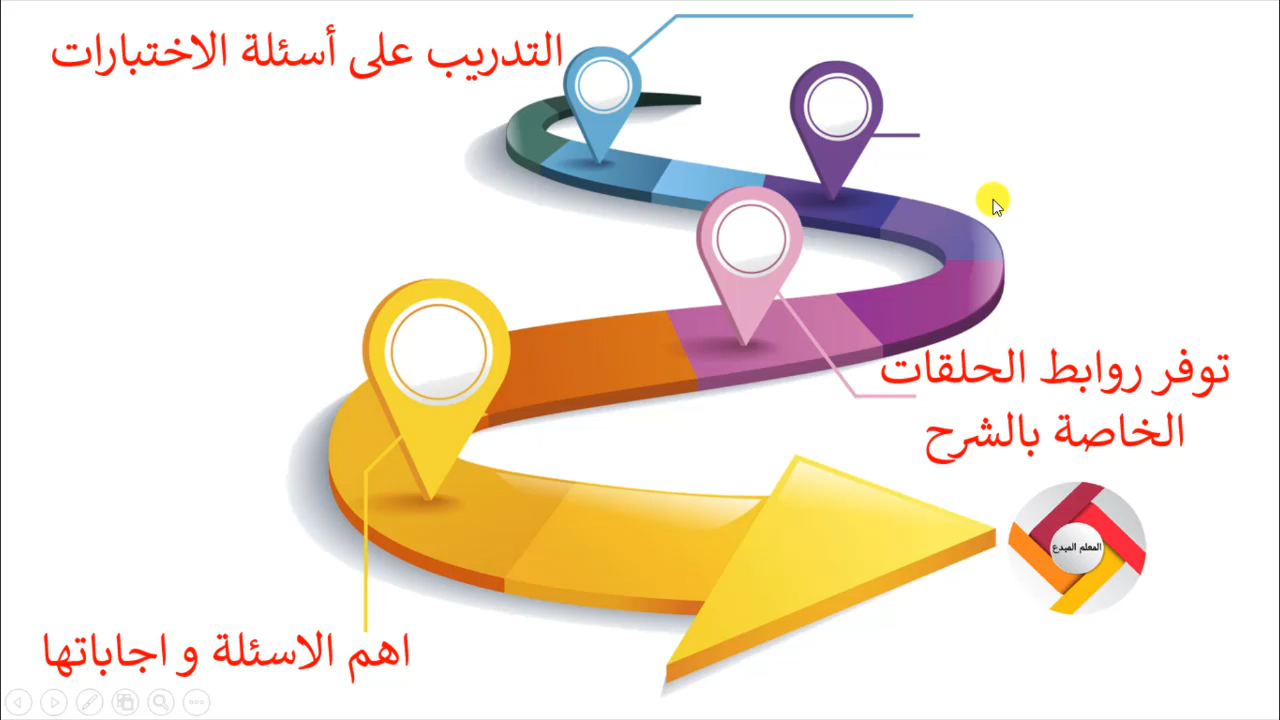 التدريب على أسئلة الاختبارات
توفر روابط الحلقات
الخاصة بالشرح
المعلم المبدع
اهم الاسئلة و اجاباتها